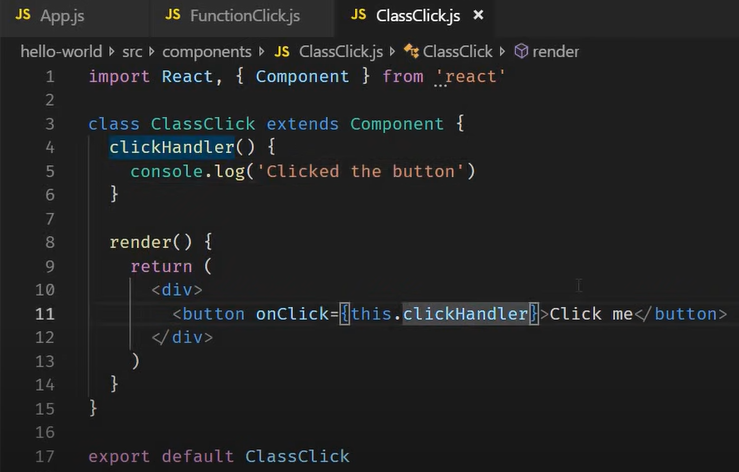 JS App.js JS FunctionClick.js JS ClassClick.js ×
hello-world > src > components > JS ClassClick.js > ClassClick > render
1 import React, { Component } from 'react'
2
3 class ClassClick extends Component {
4   clickHandler() {
5     console.log('Clicked the button')
6   }
7
8   render() {
9     return (
10       <div>
11         <button onClick={this.clickHandler}>Click me</button>
12       </div>
13     )
14   }
15 }
16
17 export default ClassClick